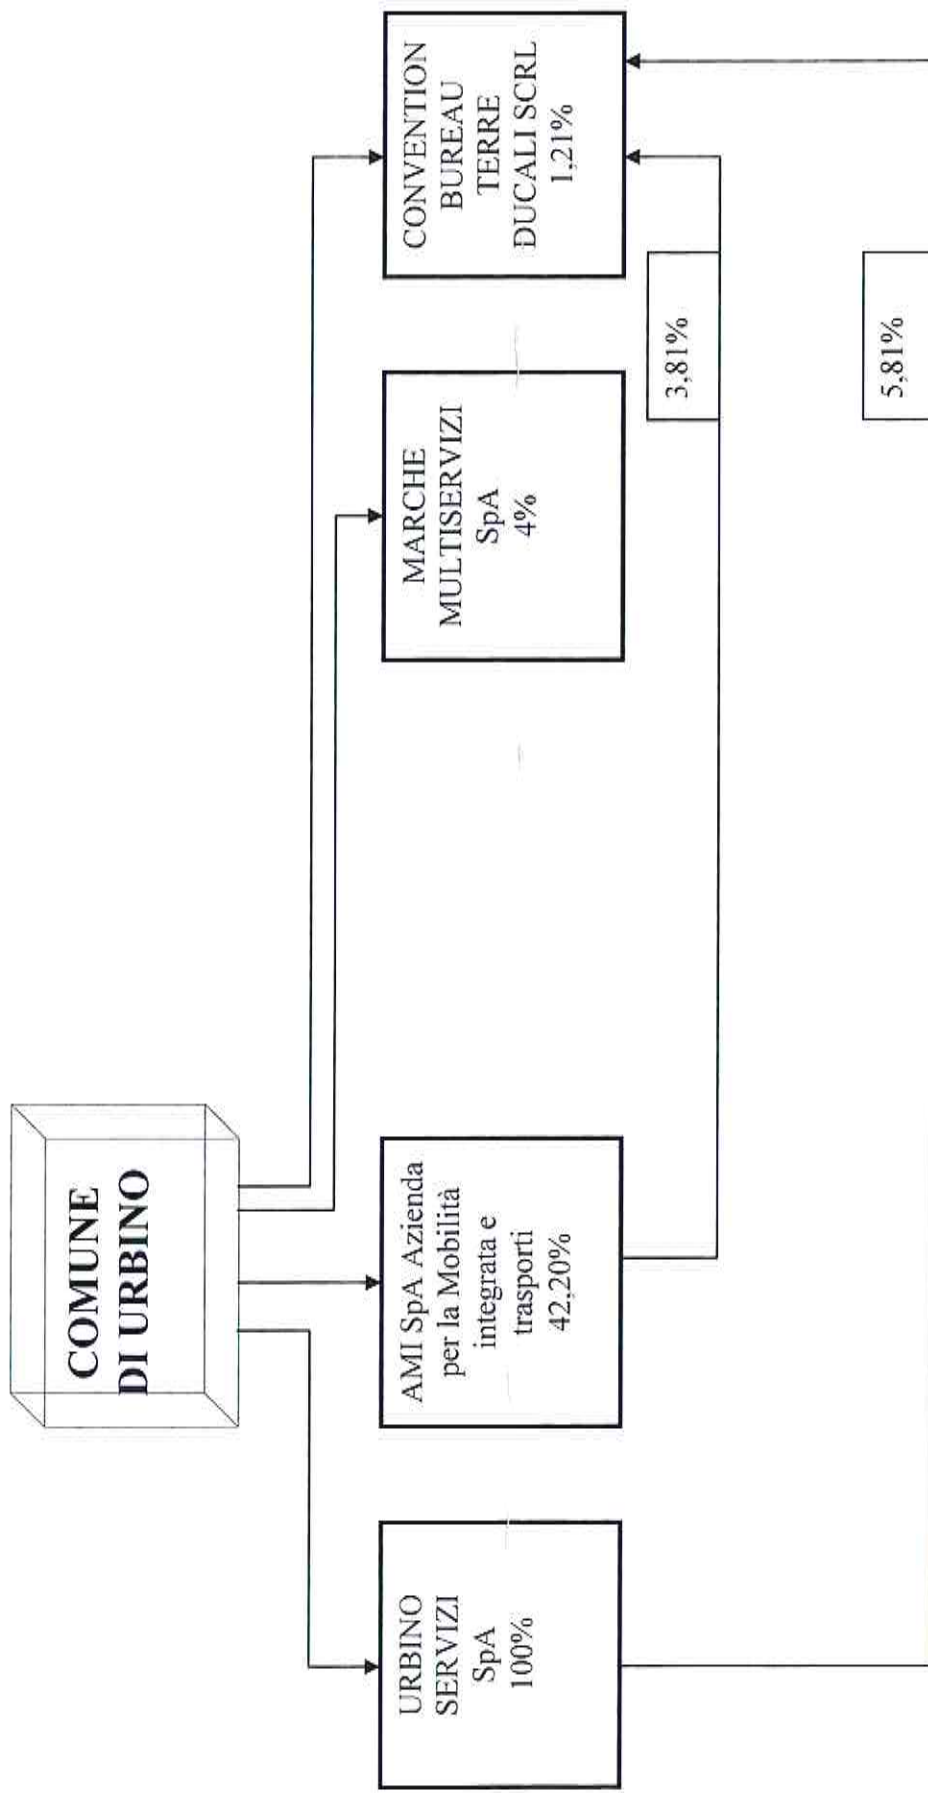 COMUNE
DI URBINO
URBINO
SERVIZI
SpA
100%
AMI SpA Azienda
per la Mobilità
integrata e
trasporti
42,20%
MARCHE
MULTISERVIZI
SpA
4%
CONVENTION
BUREAU
TERRE
DUCALI SCRL
1,21%
3,81%
5,81%